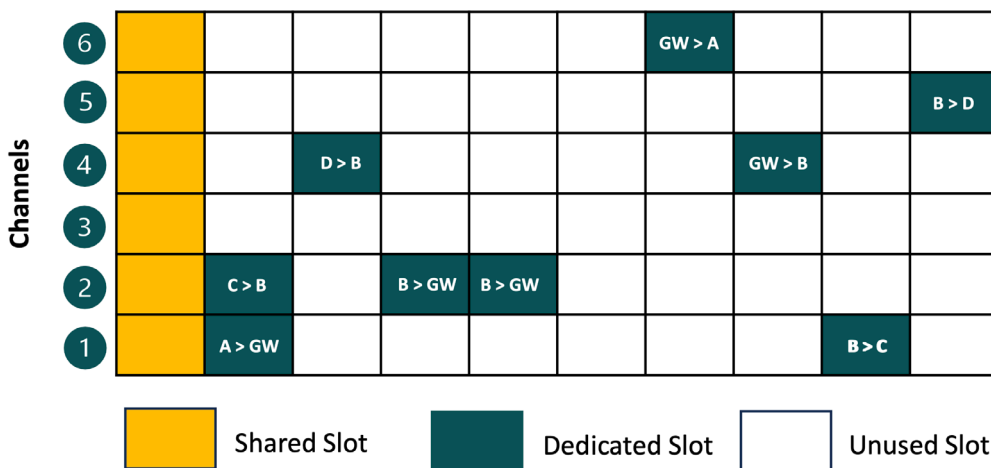 6
GW > A
5
B > D
4
D > B
GW > B
3
2
C > B
B > GW
B > GW
1
A > GW
B > C
Channels
Shared Slot
Dedicated Slot
Unused Slot